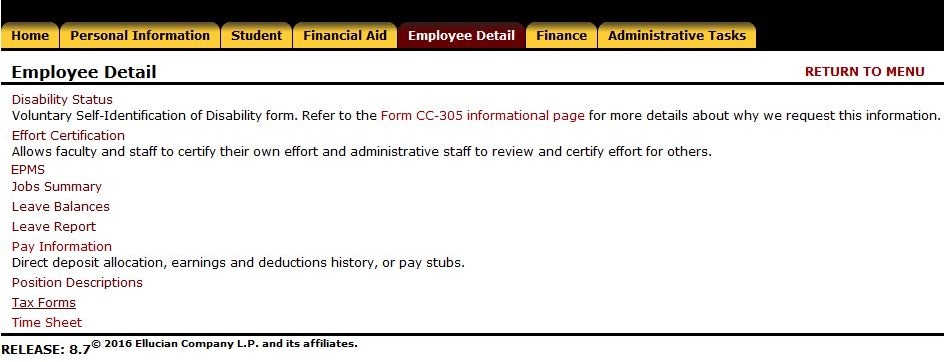 Home Personal Information Student Financial Aid Employee Detail Finance Administrative Tasks
Employee Detail RETURN TO MENU
Disability Status
Voluntary Self-Identification of Disability form. Refer to the Form CC-305 informational page for more details about why we request this information.
Effort Certification
Allows faculty and staff to certify their own effort and administrative staff to review and certify effort for others.
EPMS
Jobs Summary
Leave Balances
Leave Report
Pay Information
Direct deposit allocation, earnings and deductions history, or pay stubs.
Position Descriptions
Tax Forms
Time Sheet
RELEASE: 8.7© 2016 Ellucian Company L.P. and its affiliates.